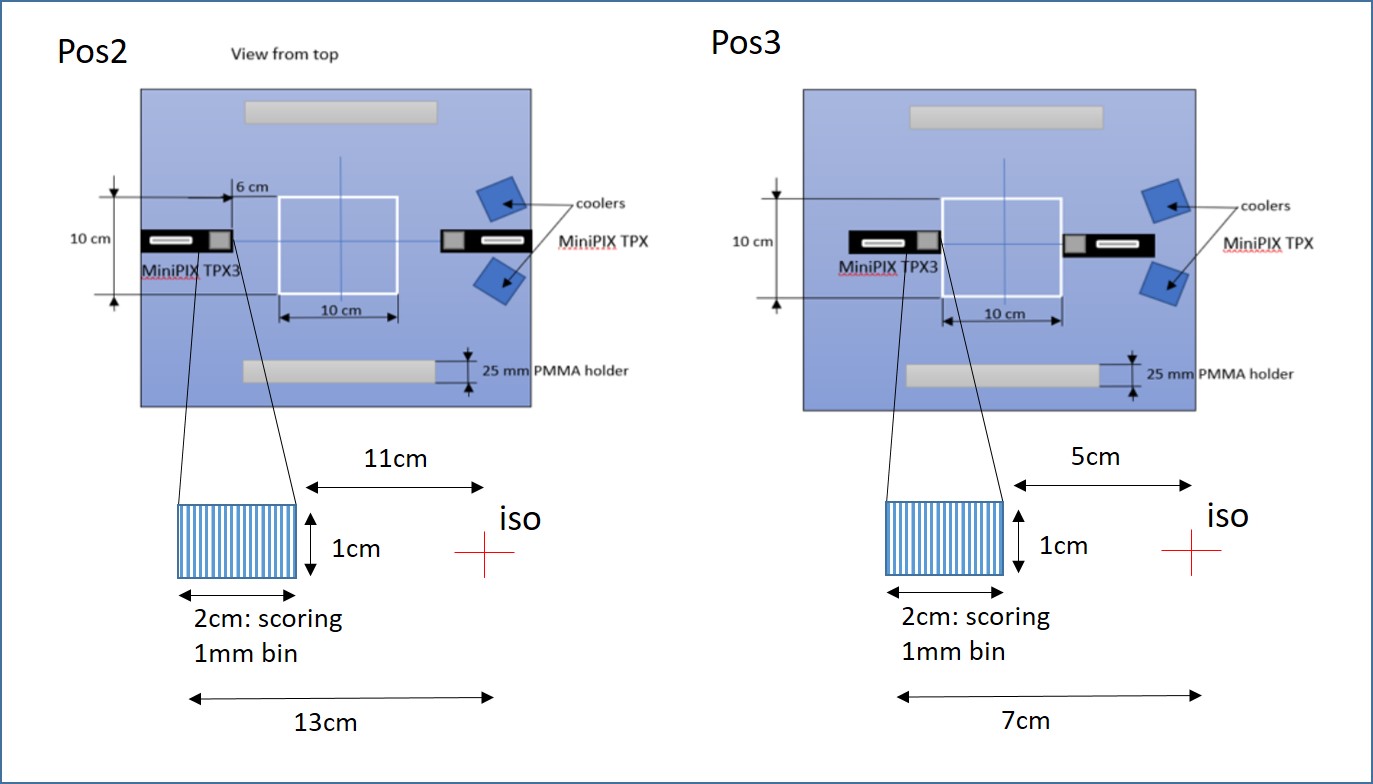 Pos2
View from top
6 cm
coolers
10 cm
MiniPIX TPX
MiniPIX TPX3
10 cm
25 mm PMMA holder
11cm
iso
1cm
2cm: scoring
1mm bin
13cm
Pos3
coolers
10 cm
MiniPIX TPX
MiniPIX TPX3
10 cm
25 mm PMMA holder
5cm
iso
1cm
2cm: scoring
1mm bin
7cm